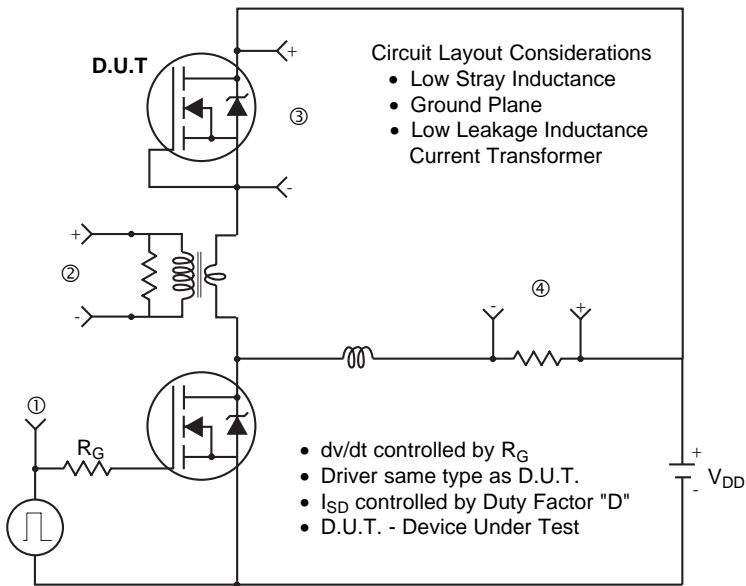 D.U.T
+
-
③
Circuit Layout Considerations
• Low Stray Inductance
• Ground Plane
• Low Leakage Inductance
Current Transformer
+
②
-
④
- +
①
R_G
• dv/dt controlled by R_G
• Driver same type as D.U.T.
• I_SD controlled by Duty Factor "D"
• D.U.T. - Device Under Test
+
V_DD
-